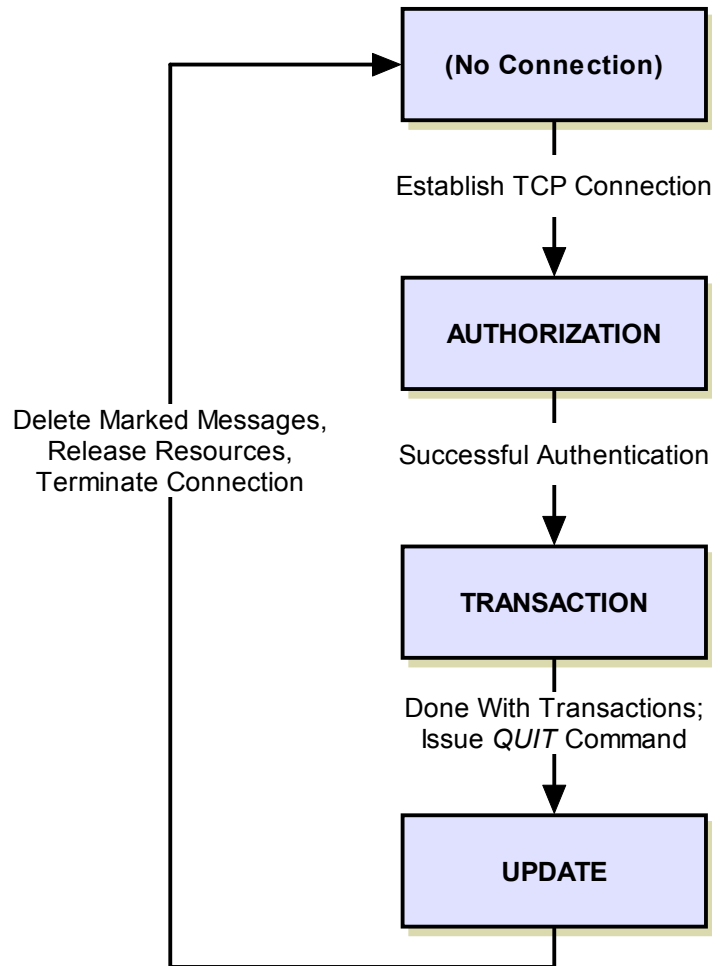 (No Connection)
Establish TCP Connection
AUTHORIZATION
Delete Marked Messages,
Release Resources,
Terminate Connection
Successful Authentication
TRANSACTION
Done With Transactions;
Issue QUIT Command
UPDATE